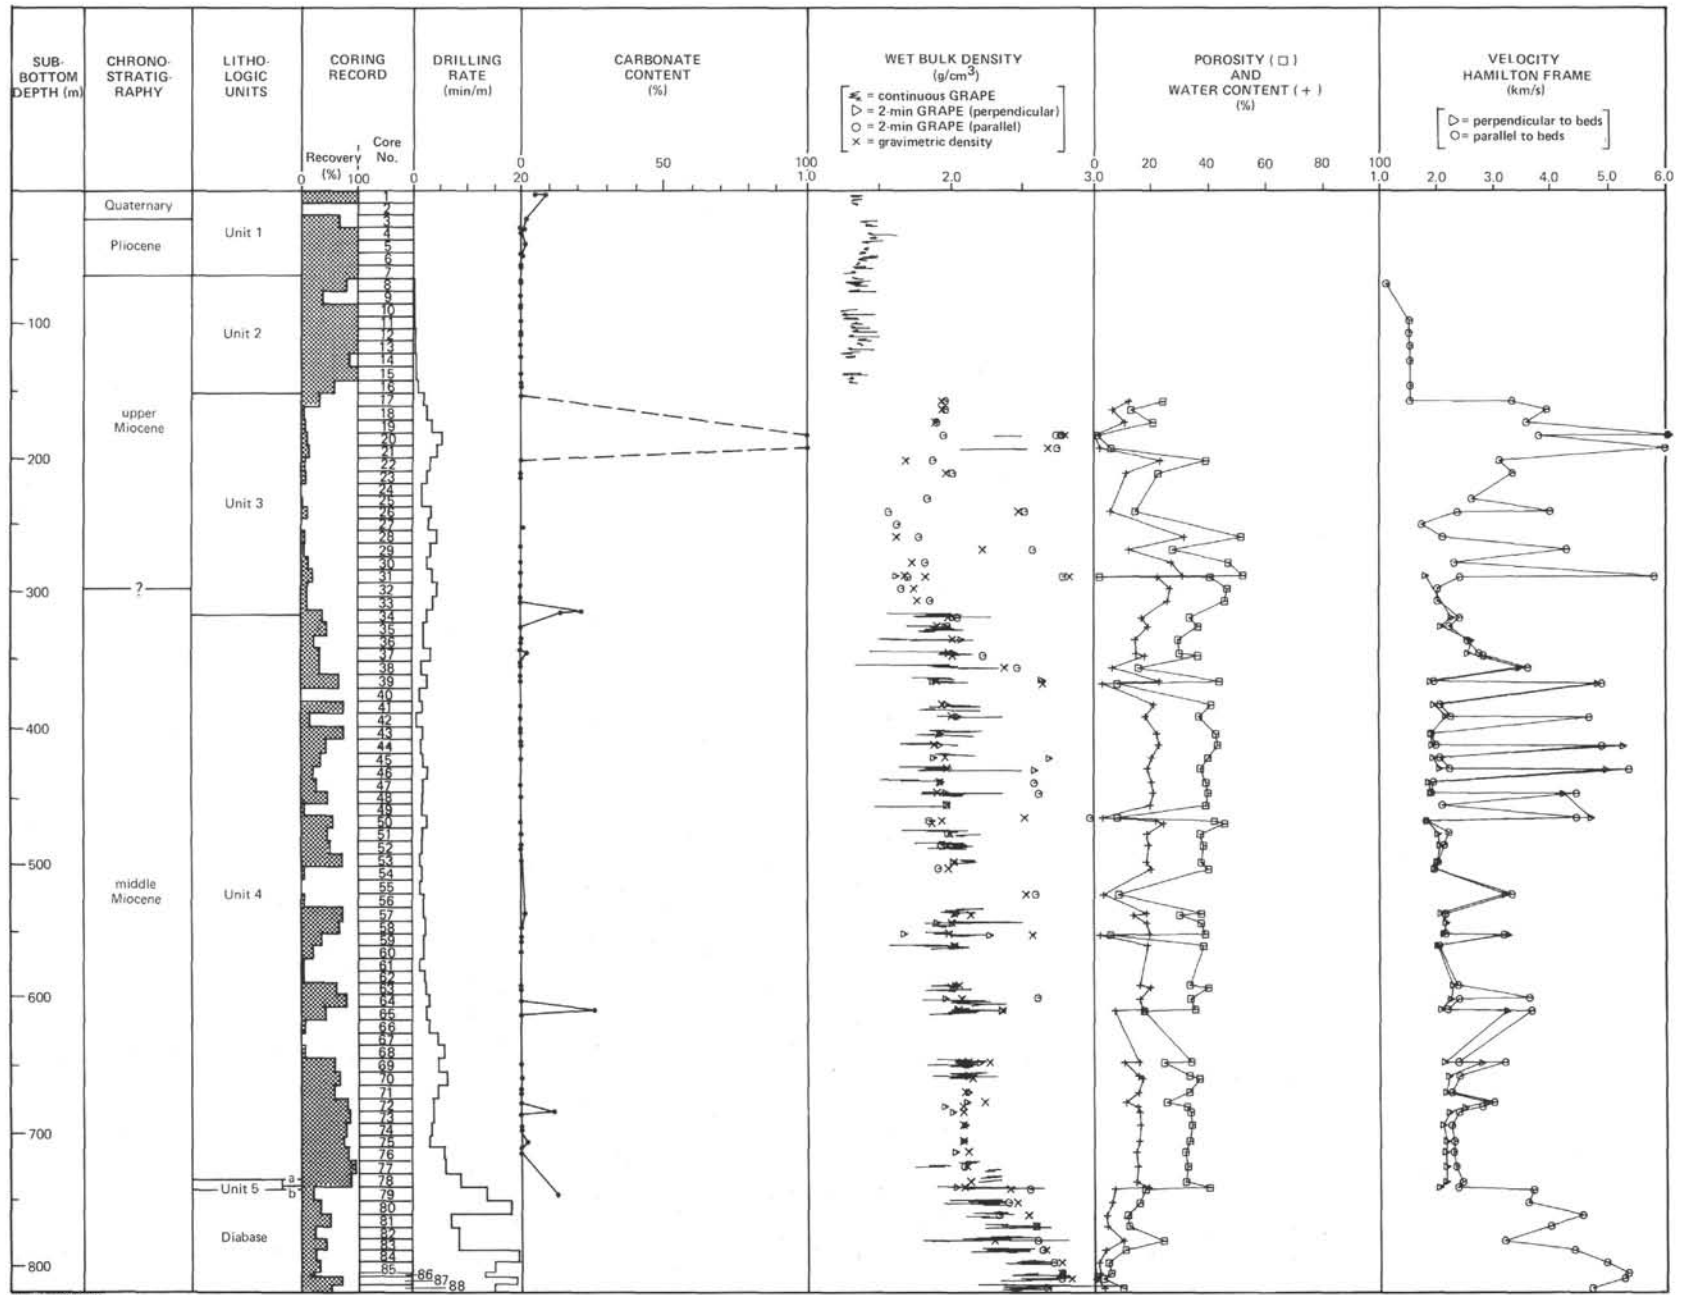 SUB-
BOTTOM
DEPTH (m)
CHRONO-
STRATIG-
RAPHY
LITHO-
LOGIC
UNITS
CORING
RECORD
Recovery
(%)
0 100
Core
No.
DRILLING
RATE
(min/m)
0 20
CARBONATE
CONTENT
(%)
0 50 100
WET BULK DENSITY
(g/cm3)
= continuous GRAPE
▷ = 2-min GRAPE (perpendicular)
○ = 2-min GRAPE (parallel)
× = gravimetric density
1.0 2.0 3.0
POROSITY (□)
AND
WATER CONTENT (+)
(%)
0 20 40 60 80 100
VELOCITY
HAMILTON FRAME
(km/s)
▷ = perpendicular to beds
○ = parallel to beds
1.0 2.0 3.0 4.0 5.0 6.0
100
200
300
400
500
600
700
800
Quaternary
Pliocene
upper
Miocene
?
middle
Miocene
Unit 1
Unit 2
Unit 3
Unit 4
a
Unit 5
b
Diabase
1
2
3
4
5
6
7
8
9
10
11
12
13
14
15
16
17
18
19
20
21
22
23
24
25
26
27
28
29
30
31
32
33
34
35
36
37
38
39
40
41
42
43
44
45
46
47
48
49
50
51
52
53
54
55
56
57
58
59
60
61
62
63
64
65
66
67
68
69
70
71
72
73
74
75
76
77
78
79
80
81
82
83
84
85
86
87
88